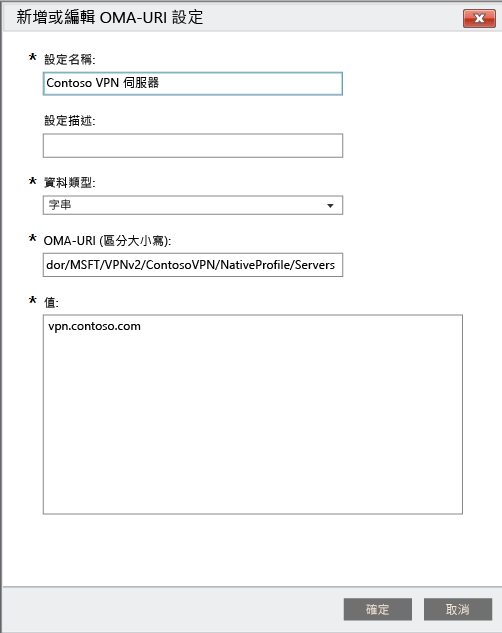 新增或編輯 OMA-URI 設定
* 設定名稱:
Contoso VPN 伺服器
設定描述:
* 資料類型:
字串
* OMA-URI (區分大小寫):
dor/MSFT/VPNv2/ContosoVPN/NativeProfile/Servers
* 值:
vpn.contoso.com
確定
取消